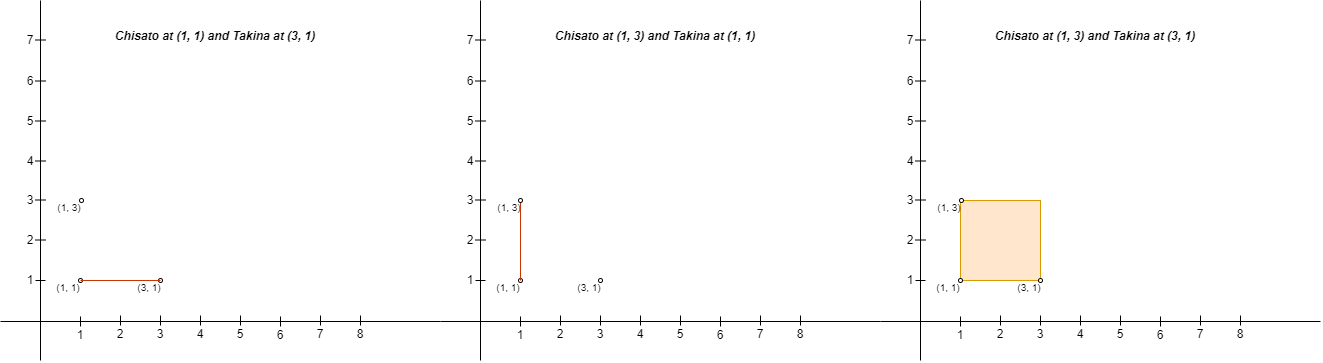 Chisato at (1, 1) and Takina at (3, 1)
7
6
5
4
3
(1, 3)
2
1
(1, 1) (3, 1)
1 2 3 4 5 6 7 8
Chisato at (1, 3) and Takina at (1, 1)
7
6
5
4
3
(1, 3)
2
1
(1, 1) (3, 1)
1 2 3 4 5 6 7 8
Chisato at (1, 3) and Takina at (3, 1)
7
6
5
4
3
(1, 3)
2
1
(1, 1) (3, 1)
1 2 3 4 5 6 7 8